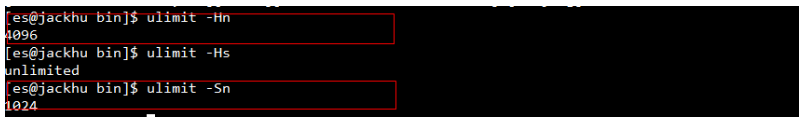 [es@jackhu bin]$ ulimit -Hn
4096
[es@jackhu bin]$ ulimit -Hs
unlimited
[es@jackhu bin]$ ulimit -Sn
1024